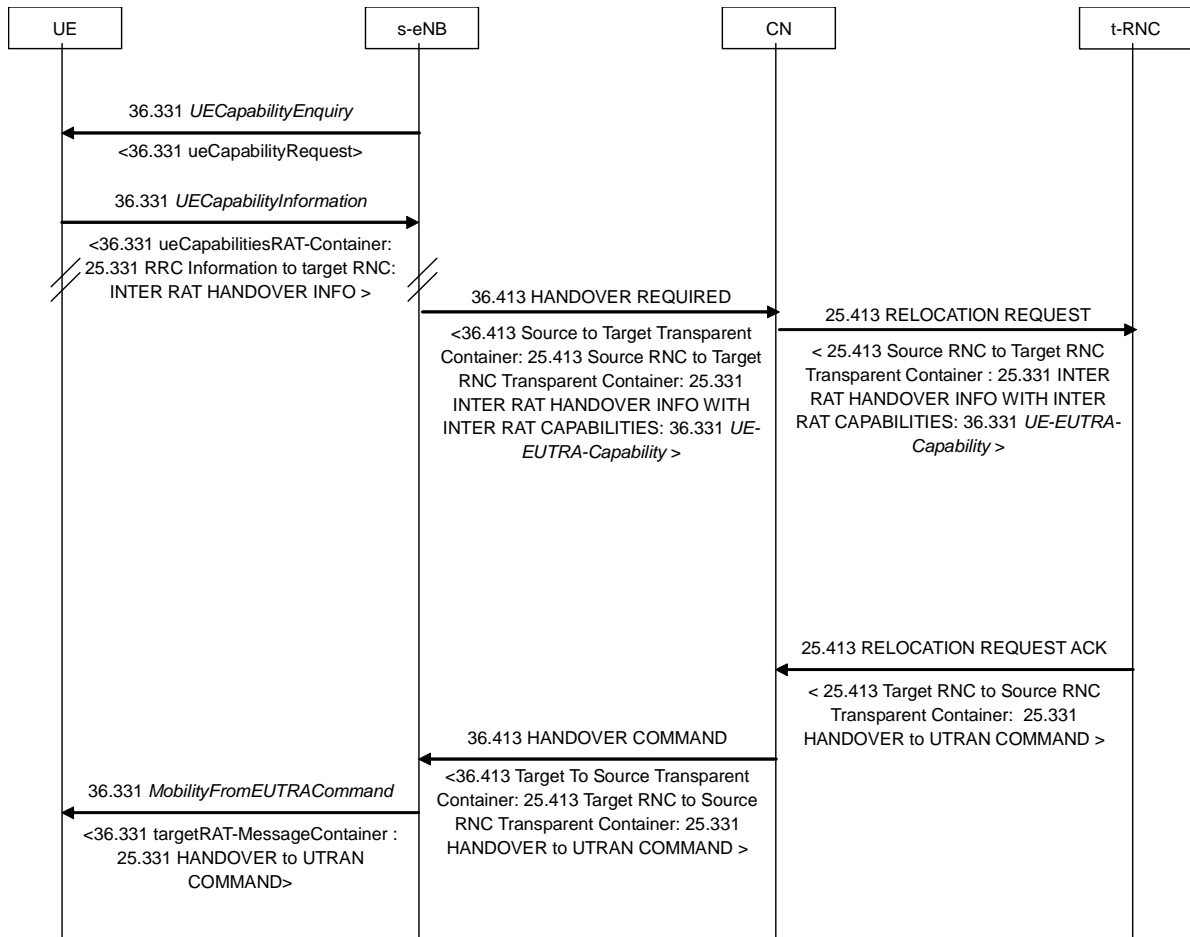 UE
s-eNB
CN
t-RNC
36.331 UECapabilityEnquiry
<36.331 ueCapabilityRequest>
36.331 UECapabilityInformation
<36.331 ueCapabilitiesRAT-Container:
25.331 RRC Information to target RNC:
INTER RAT HANDOVER INFO >
36.413 HANDOVER REQUIRED
<36.413 Source to Target Transparent
Container: 25.413 Source RNC to Target
RNC Transparent Container: 25.331
INTER RAT HANDOVER INFO WITH
INTER RAT CAPABILITIES: 36.331 UE-
EUTRA-Capability >
25.413 RELOCATION REQUEST
< 25.413 Source RNC to Target RNC
Transparent Container : 25.331 INTER
RAT HANDOVER INFO WITH INTER
RAT CAPABILITIES: 36.331 UE-EUTRA-
Capability >
25.413 RELOCATION REQUEST ACK
< 25.413 Target RNC to Source RNC
Transparent Container:  25.331
HANDOVER to UTRAN COMMAND >
36.413 HANDOVER COMMAND
<36.413 Target To Source Transparent
Container: 25.413 Target RNC to Source
RNC Transparent Container: 25.331
HANDOVER to UTRAN COMMAND >
36.331 MobilityFromEUTRACommand
<36.331 targetRAT-MessageContainer :
25.331 HANDOVER to UTRAN
COMMAND>